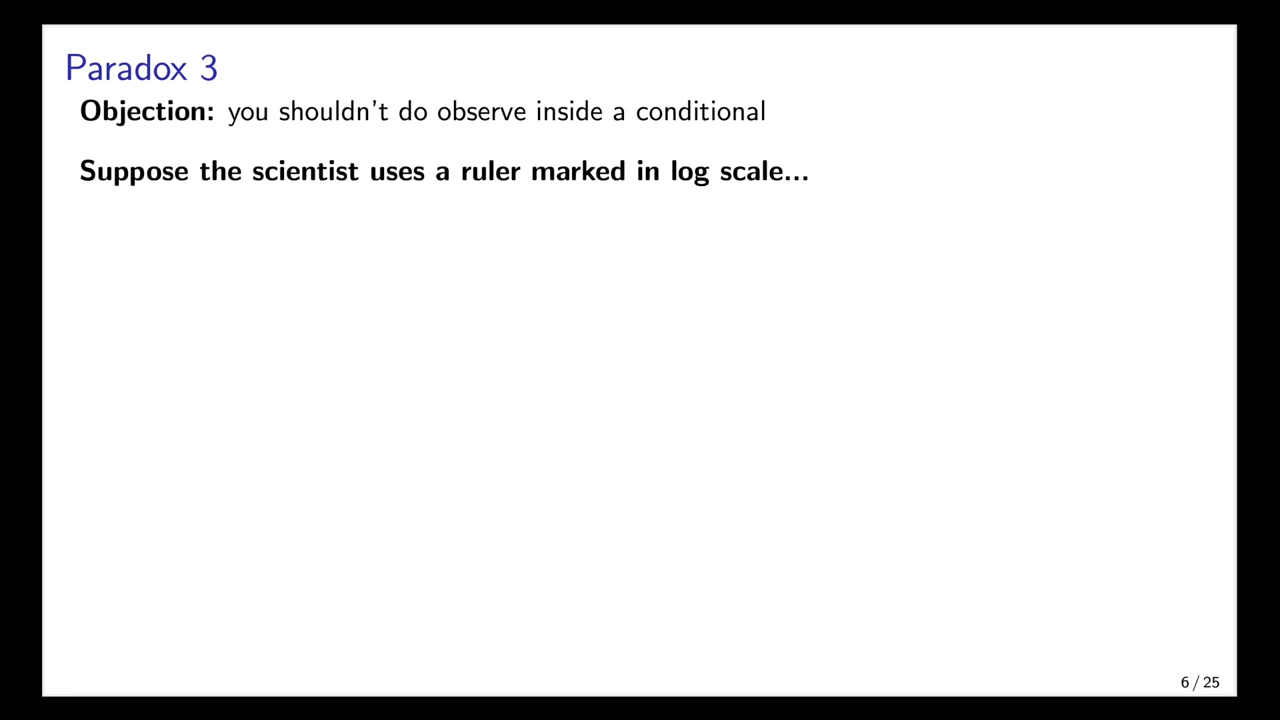 Paradox 3
Objection: you shouldn't do observe inside a conditional
Suppose the scientist uses a ruler marked in log scale...
6 / 25